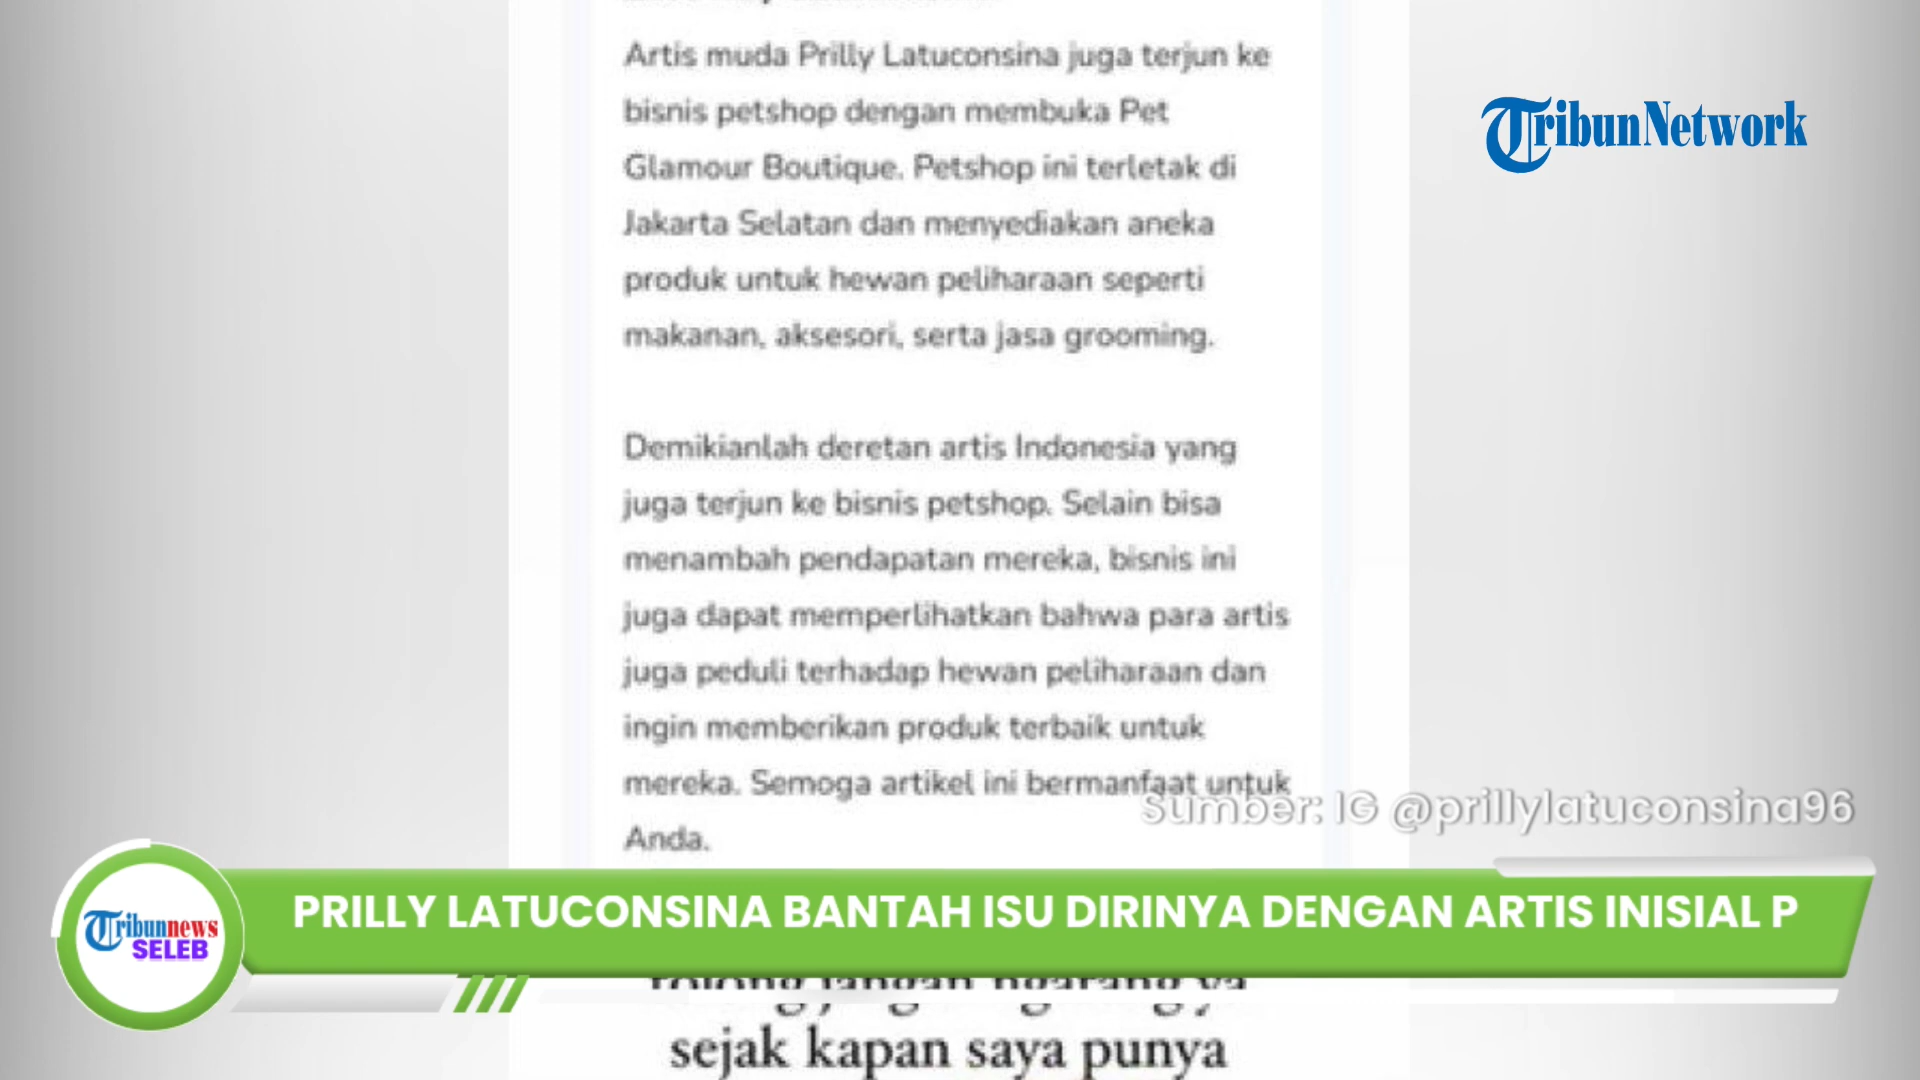 Artis muda Prilly Latuconsina juga terjun ke
bisnis petshop dengan membuka Pet
Glamour Boutique. Petshop ini terletak di
Jakarta Selatan dan menyediakan aneka
produk untuk hewan peliharaan seperti
makanan, aksesori, serta jasa grooming.
Demikianlah deretan artis Indonesia yang
juga terjun ke bisnis petshop. Selain bisa
menambah pendapatan mereka, bisnis ini
juga dapat memperlihatkan bahwa para artis
juga peduli terhadap hewan peliharaan dan
ingin memberikan produk terbaik untuk
mereka. Semoga artikel ini bermanfaat untuk
Anda.
TribunNetwork
Sumber: IG @prillylatuconsina96
Tribunnews
SELEB
PRILLY LATUCONSINA BANTAH ISU DIRINYA DENGAN ARTIS INISIAL P
tolong jangan ngarang ya
sejak kapan saya punya